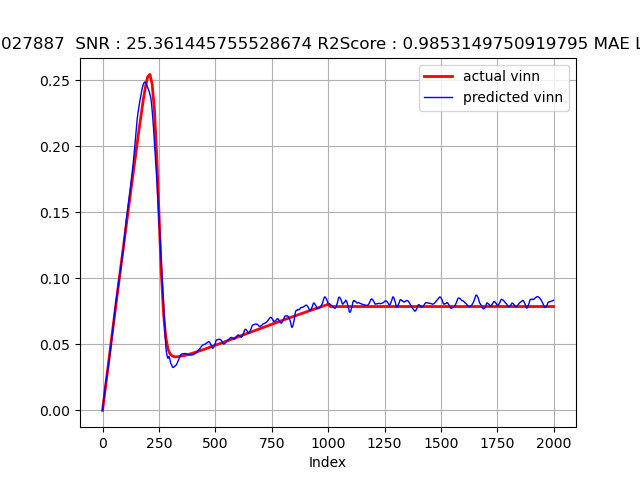 027887  SNR : 25.361445755528674 R2Score : 0.9853149750919795 MAE L
actual vinn
predicted vinn
0.25
0.20
0.15
0.10
0.05
0.00
0 250 500 750 1000 1250 1500 1750 2000
Index